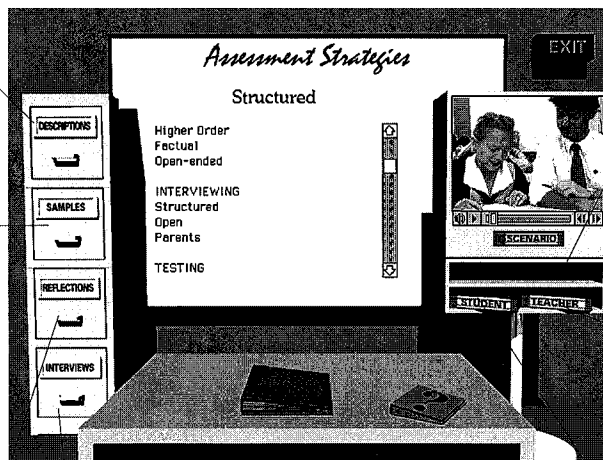 Assessment Strategies
EXIT
Structured
DESCRIPTIONS
Higher Order
Factual
Open-ended
SAMPLES
INTERVIEWING
Structured
Open
Parents
SCENARIO
TESTING
REFLECTIONS
STUDENT
TEACHER
INTERVIEWS